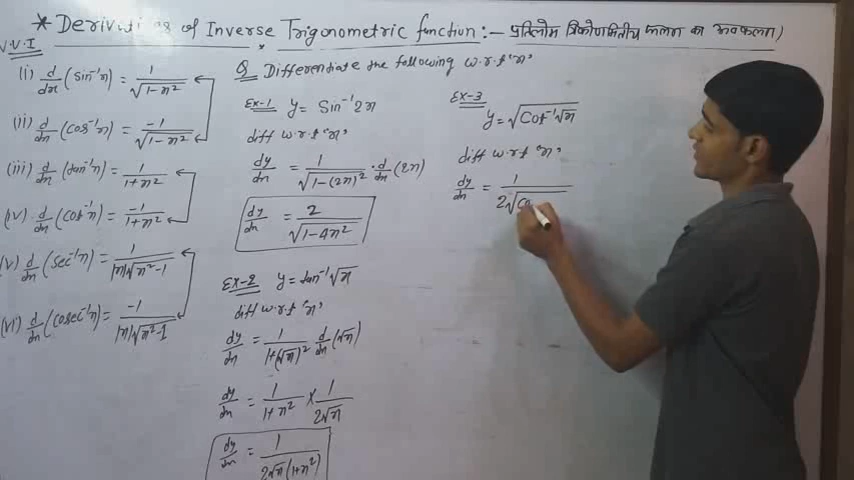 * Derivatives of Inverse Trigonometric function :- प्रतिलोम त्रिकोणमितीय फलन का अवकलन)
V.V.I
(i) d/dx (sin⁻¹x) = 1/√(1-x²)
(ii) d/dx (cos⁻¹x) = -1/√(1-x²)
(iii) d/dx (tan⁻¹x) = 1/(1+x²)
(iv) d/dx (cot⁻¹x) = -1/(1+x²)
(v) d/dx (sec⁻¹x) = 1/(|x|√(x²-1))
(vi) d/dx (cosec⁻¹x) = -1/(|x|√(x²-1))
Q Differentiate the following w.r.t 'x'
Ex-1 y = Sin⁻¹2x
diff w.r.t 'x'
dy/dx = 1/√(1-(2x)²) · d/dx (2x)
dy/dx = 2/√(1-4x²)
Ex-2 y = tan⁻¹√x
diff w.r.t 'x'
dy/dx = 1/(1+(√x)²) d/dx (√x)
dy/dx = 1/(1+x²) × 1/(2√x)
dy/dx = 1/(2√x(1+x²))
Ex-3
y = √(Cot⁻¹√x)
diff w.r.t 'x'
dy/dx = 1/(2√Co